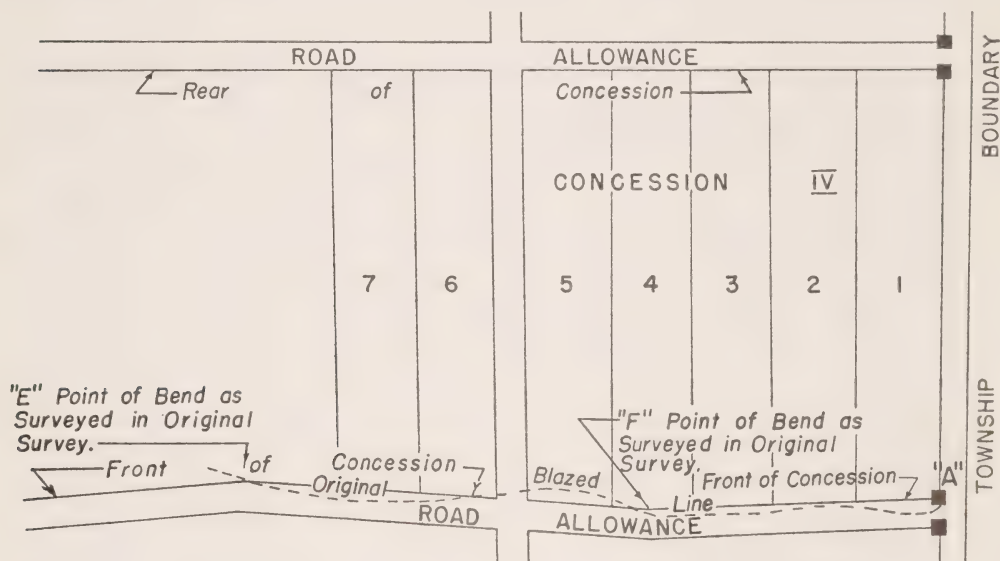 ROAD ALLOWANCE
Rear of Concession
BOUNDARY
CONCESSION IV
7 6 5 4 3 2 1
"E" Point of Bend as
Surveyed in Original
Survey.
"F" Point of Bend as
Surveyed in Original
Survey.
TOWNSHIP
Front of Concession
Original Blazed Line
Front of Concession
"A"
ROAD ALLOWANCE